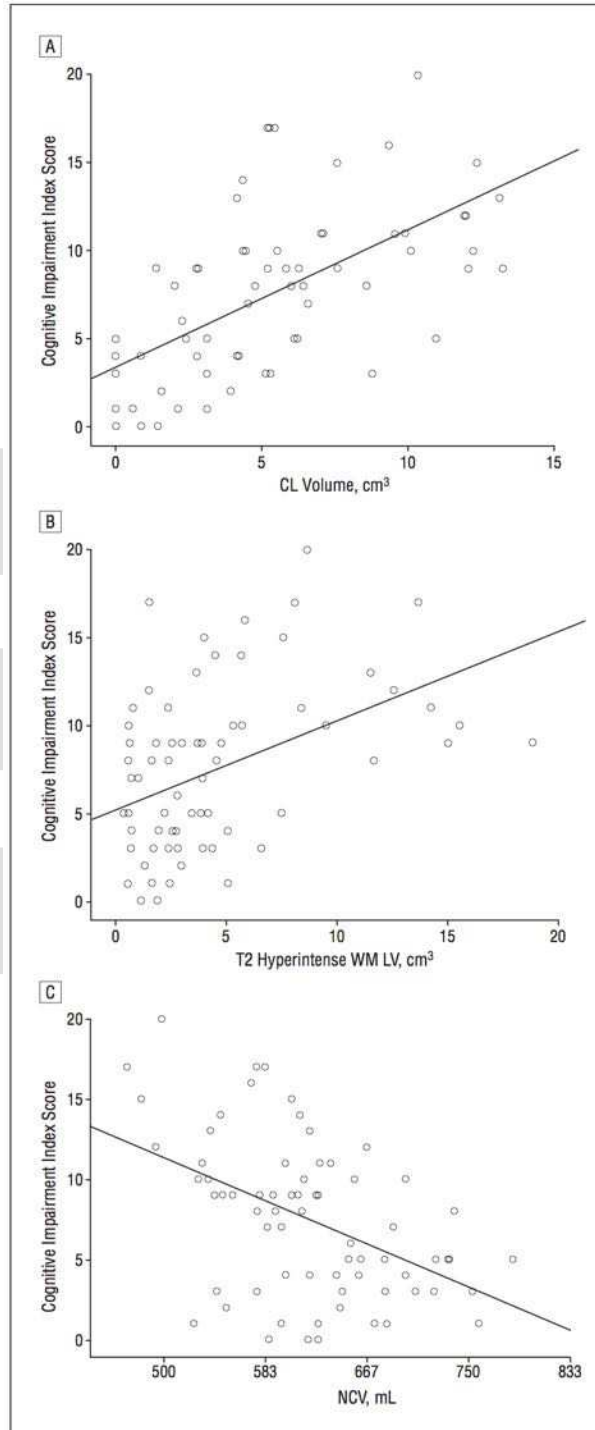 A
20
15
10
5
0
Cognitive Impairment Index Score
0 5 10 15
CL Volume, cm³
B
20
15
10
5
0
Cognitive Impairment Index Score
0 5 10 15 20
T2 Hyperintense WM LV, cm³
C
20
15
10
5
0
Cognitive Impairment Index Score
500 583 667 750 833
NCV, mL